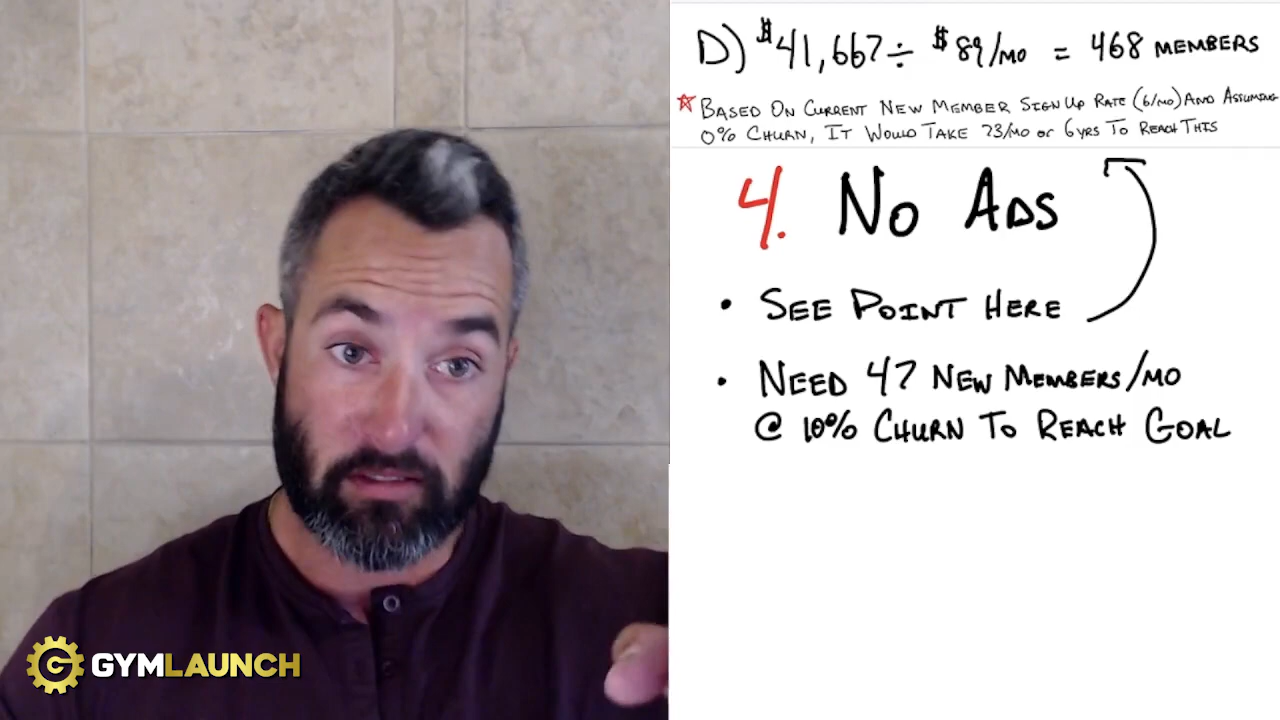 D) $41,667 ÷ $89/MO = 468 MEMBERS
☆ BASED ON CURRENT NEW MEMBER SIGN UP RATE (6/MO) AND ASSUMING
0% CHURN, IT WOULD TAKE 73/MO OR 6 YRS TO REACH THIS
4. NO ADS
• SEE POINT HERE
• NEED 47 NEW MEMBERS/MO
@ 10% CHURN TO REACH GOAL
GYMLAUNCH